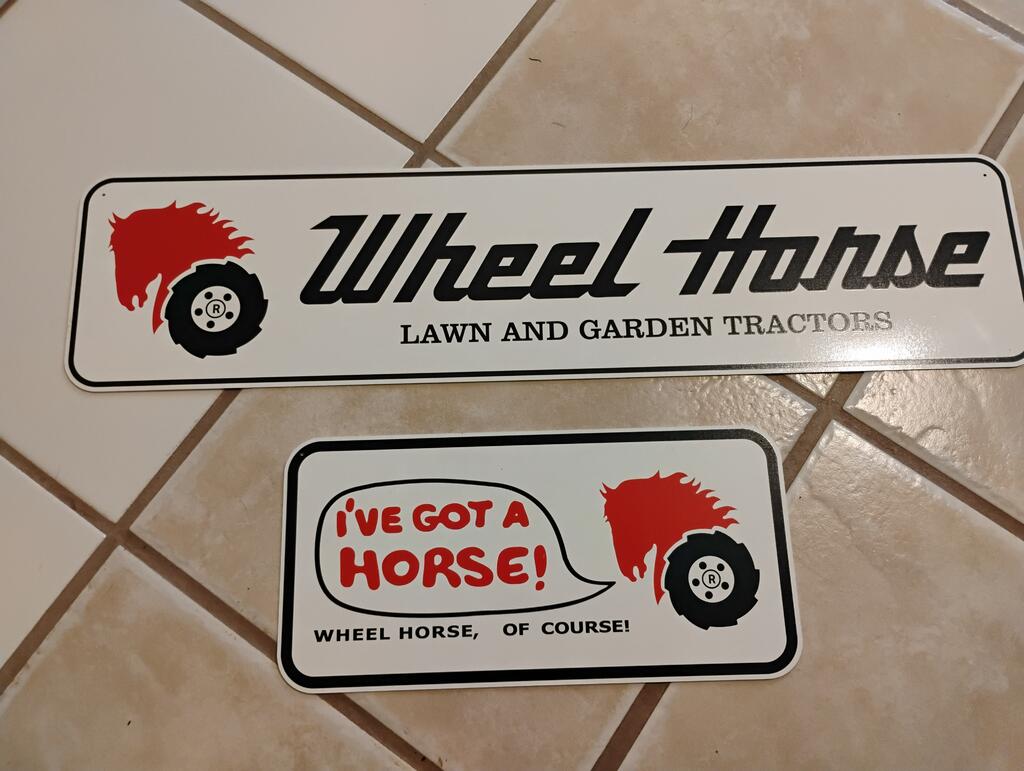 Wheel Horse
LAWN AND GARDEN TRACTORS
R
I'VE GOT A
HORSE!
R
WHEEL HORSE, OF COURSE!